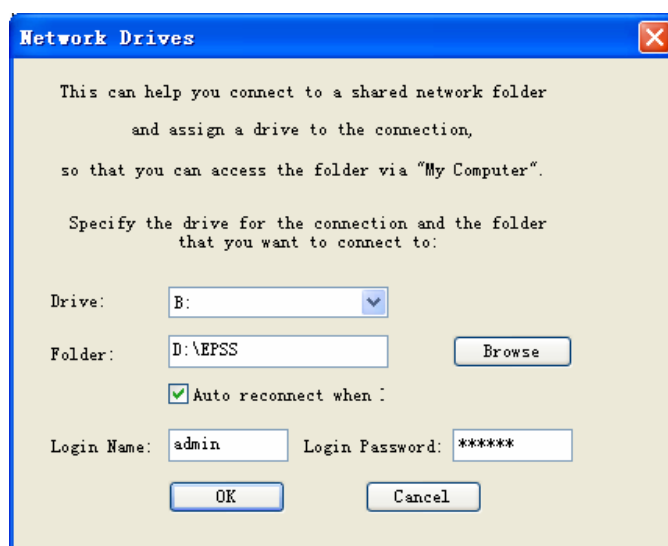 Network Drives
This can help you connect to a shared network folder
and assign a drive to the connection,
so that you can access the folder via "My Computer".
Specify the drive for the connection and the folder
that you want to connect to:
Drive: B:
Folder: D:\EPSS Browse
Auto reconnect when
Login Name: admin Login Password: ******
OK Cancel